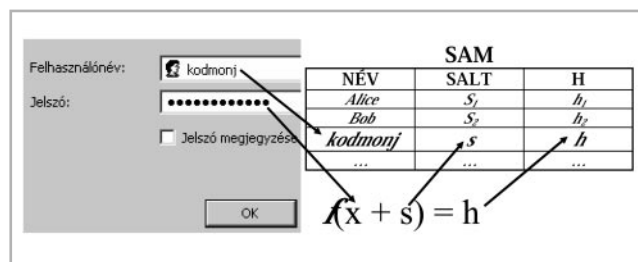 Felhasználónév: kodmonj
Jelszó: ●●●●●●●●●●●●
Jelszó megjegyzése
OK
SAM
NÉV SALT H
Alice S₁ h₁
Bob S₂ h₂
kodmonj s h
... ... ...
f(x + s) = h